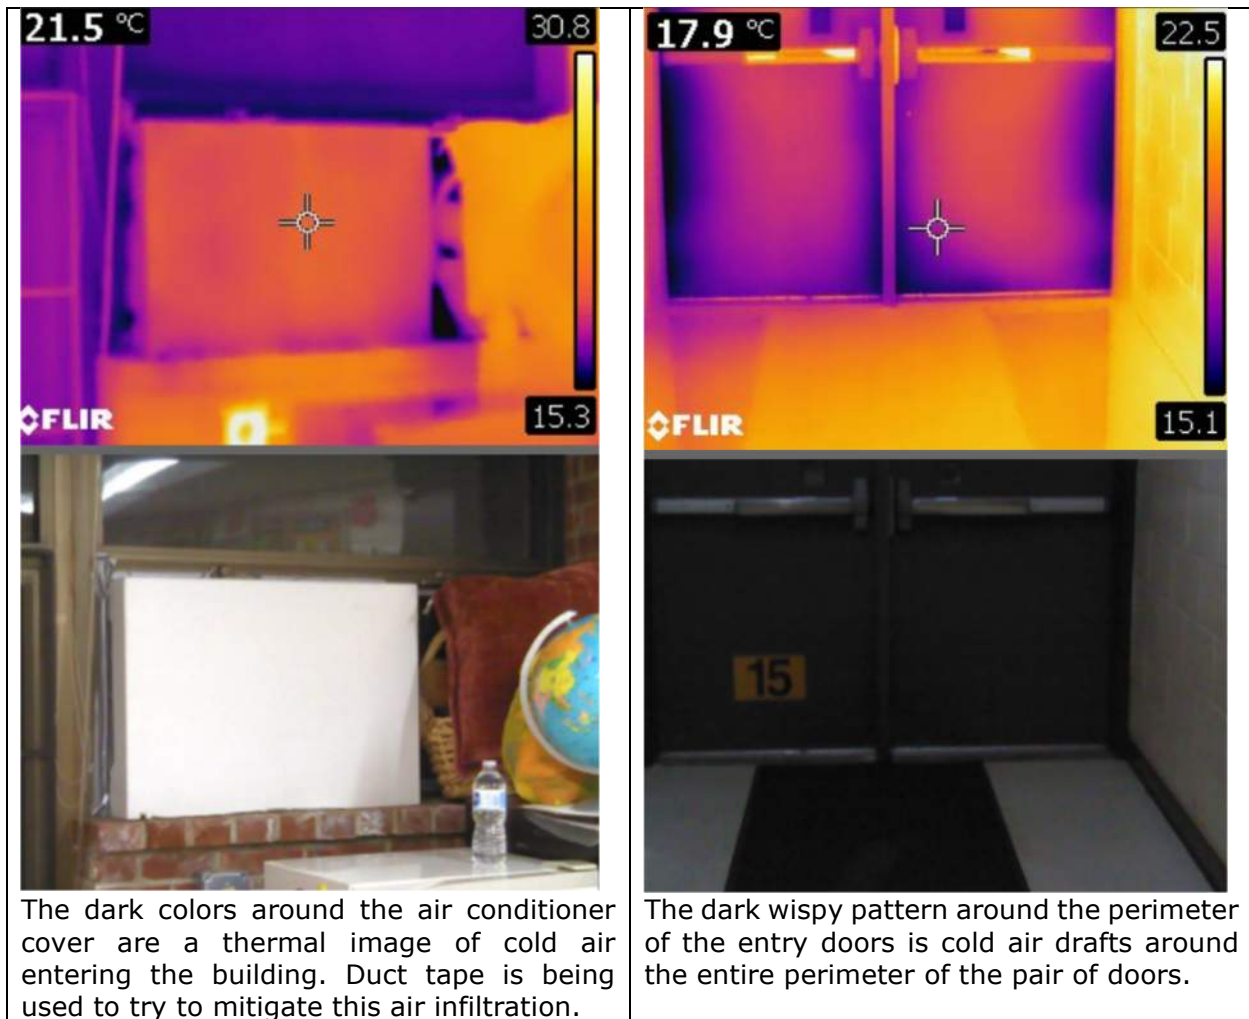 21.5 °C
30.8
15.3
FLIR
The dark colors around the air conditioner
cover are a thermal image of cold air
entering the building. Duct tape is being
used to try to mitigate this air infiltration.
17.9 °C
22.5
15.1
FLIR
15
The dark wispy pattern around the perimeter
of the entry doors is cold air drafts around
the entire perimeter of the pair of doors.